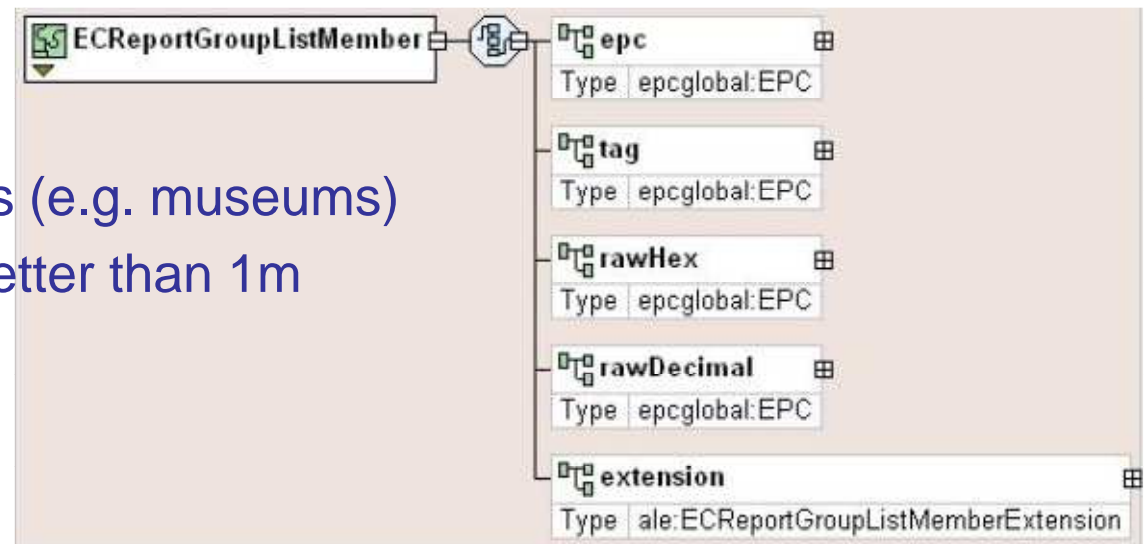 ECReportGroupListMember
epc
Type epcglobal:EPC
tag
Type epcglobal:EPC
s (e.g. museums)
rawHex
etter than 1m
Type epcglobal:EPC
rawDecimal
Type epcglobal:EPC
extension
Type ale:ECReportGroupListMemberExtension